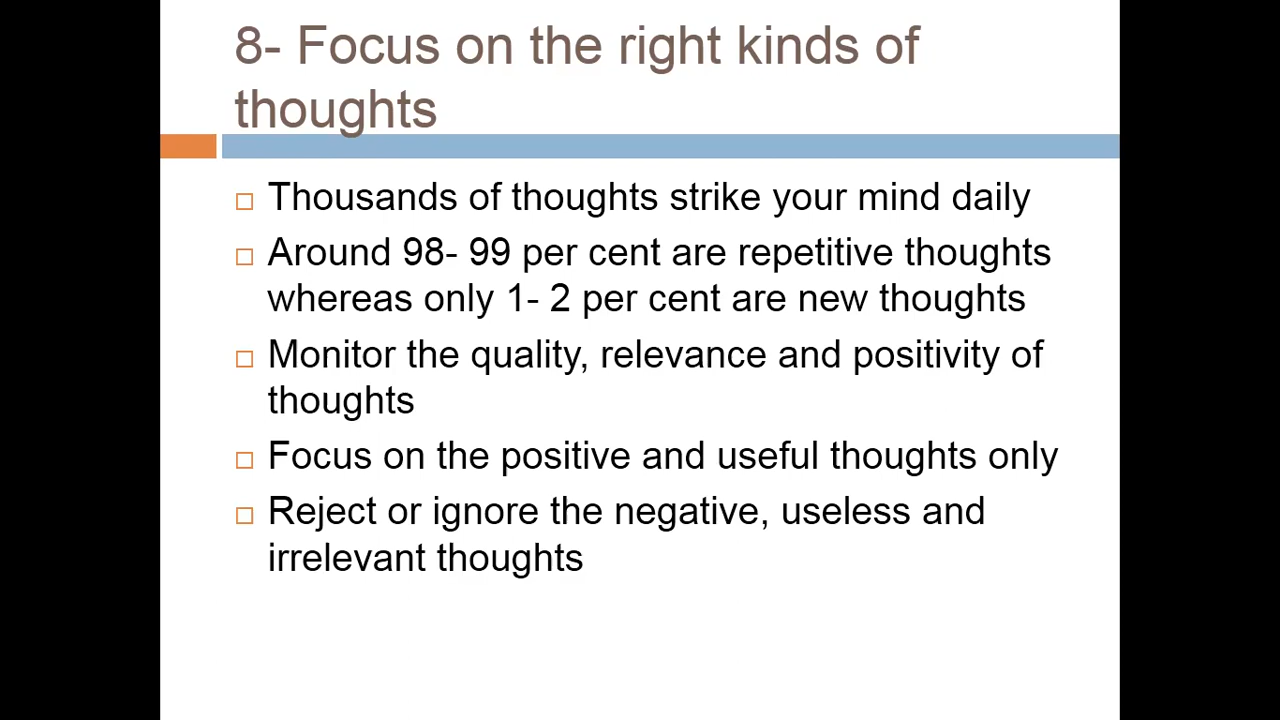 8- Focus on the right kinds of
thoughts
Thousands of thoughts strike your mind daily
Around 98- 99 per cent are repetitive thoughts
whereas only 1- 2 per cent are new thoughts
Monitor the quality, relevance and positivity of
thoughts
Focus on the positive and useful thoughts only
Reject or ignore the negative, useless and
irrelevant thoughts